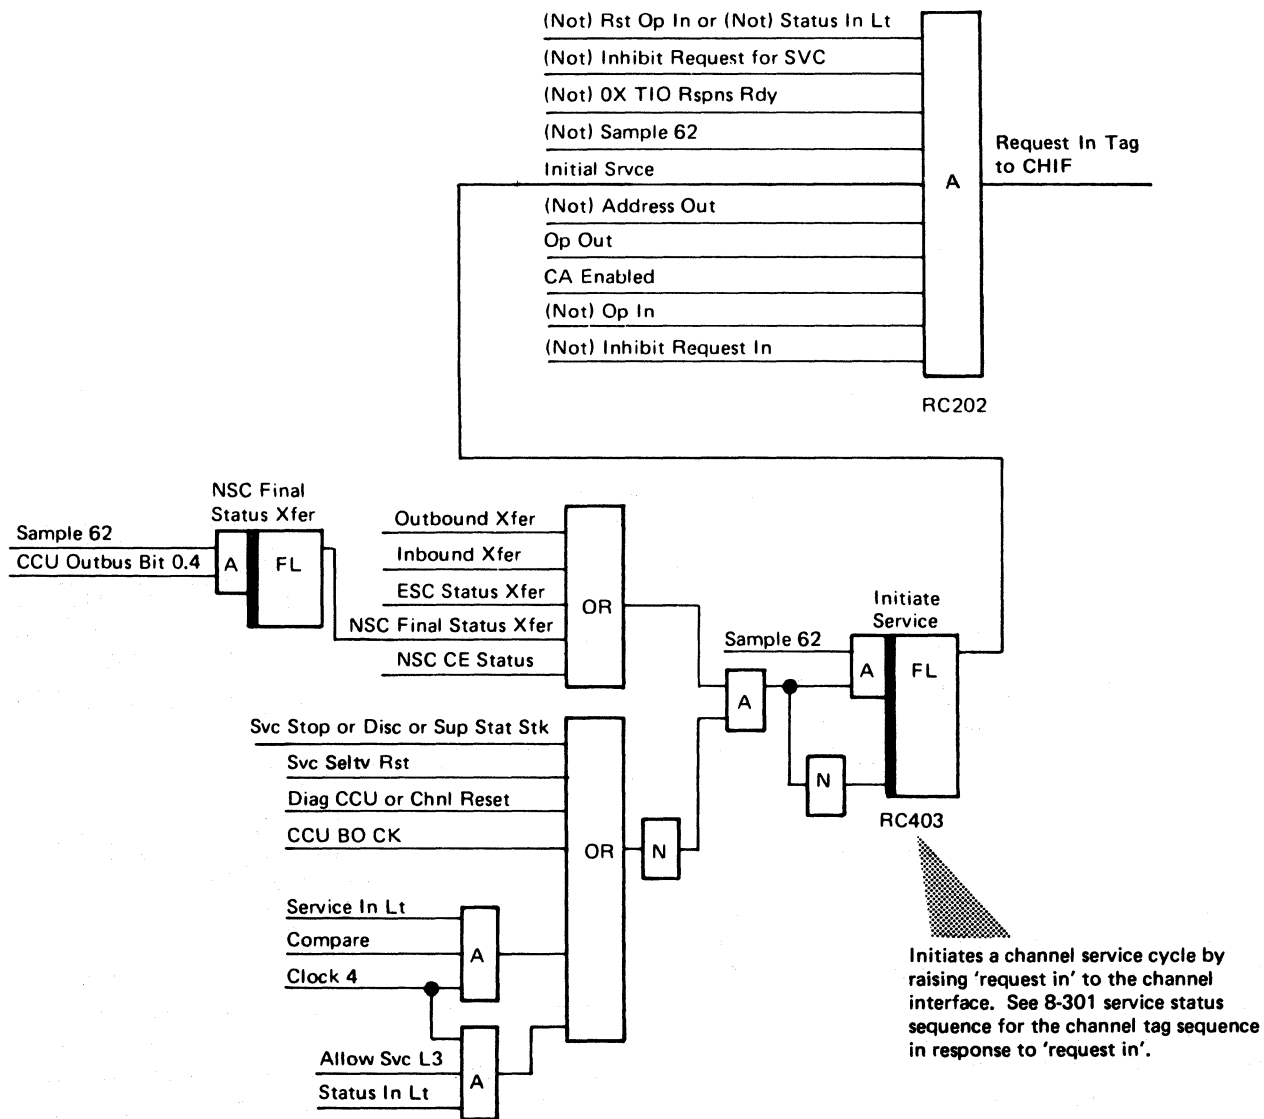 (Not) Rst Op In or (Not) Status In Lt
(Not) Inhibit Request for SVC
(Not) 0X TIO Rspns Rdy
(Not) Sample 62
Initial Srvce
(Not) Address Out
Op Out
CA Enabled
(Not) Op In
(Not) Inhibit Request In
A
Request In Tag
to CHIF
RC202
NSC Final
Status Xfer
Sample 62
CCU Outbus Bit 0.4
A
FL
Outbound Xfer
Inbound Xfer
ESC Status Xfer
NSC Final Status Xfer
NSC CE Status
OR
Svc Stop or Disc or Sup Stat Stk
Svc Seltv Rst
Diag CCU or Chnl Reset
CCU BO CK
OR
N
Service In Lt
Compare
Clock 4
A
Allow Svc L3
Status In Lt
A
A
Initiate
Service
Sample 62
A
FL
N
RC403
Initiates a channel service cycle by
raising ‘request in’ to the channel
interface. See 8-301 service status
sequence for the channel tag sequence
in response to ‘request in’.